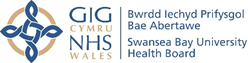 GIG
CYMRU
NHS
WALES
Bwrdd Iechyd Prifysgol
Bae Abertawe
Swansea Bay University
Health Board